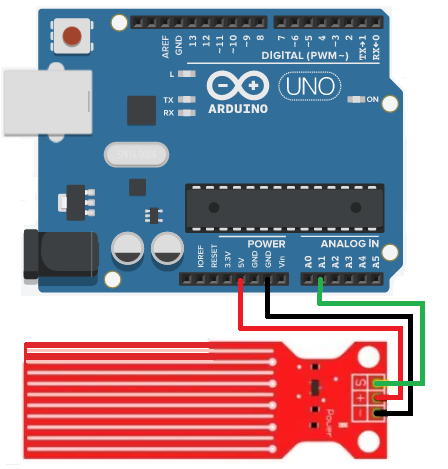 AREF
GND
13
12
~11
~10
~9
8
7
~6
~5
4
~3
2
TX→1
RX←0
DIGITAL (PWM~)
L
TX
RX
ARDUINO
UNO
ON
POWER
ANALOG IN
IOREF
RESET
3.3V
5V
GND
GND
Vin
A0
A1
A2
A3
A4
A5
S
+
-
Power